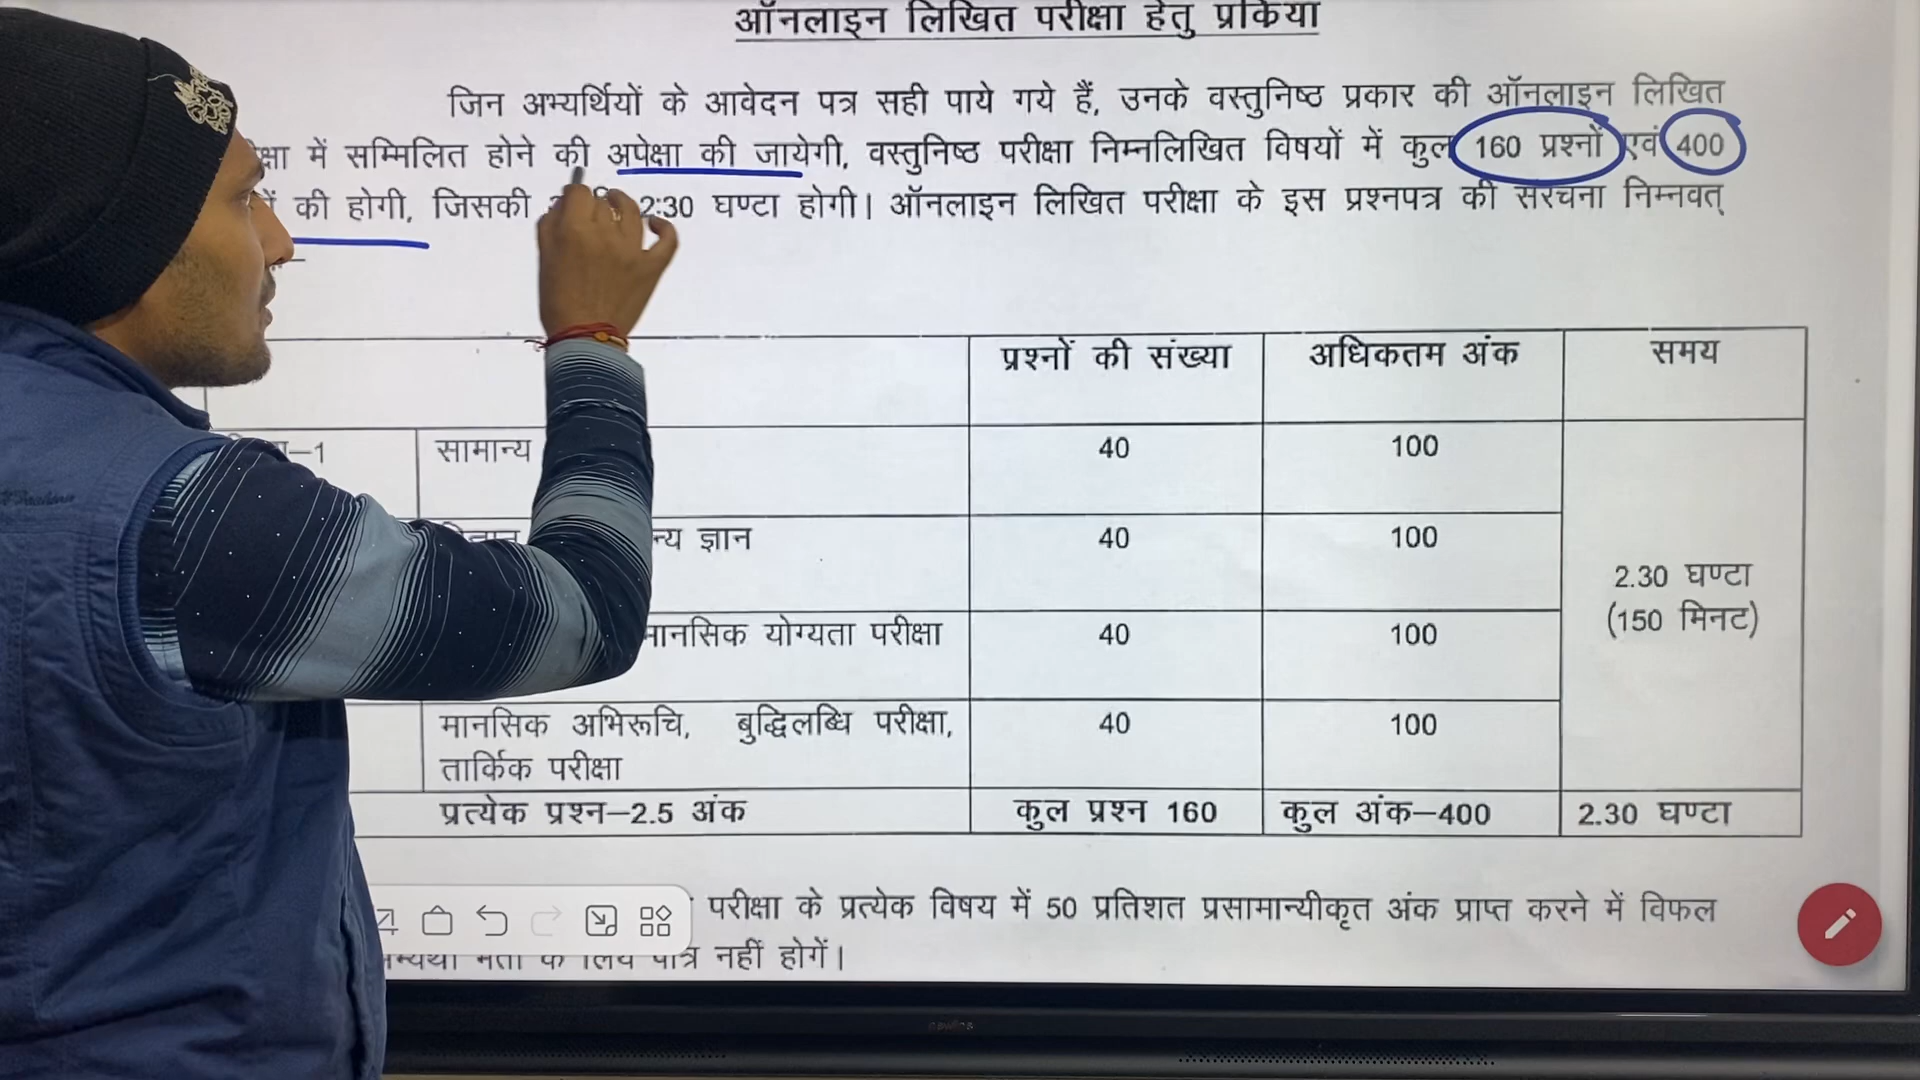 ऑनलाइन लिखित परीक्षा हेतु प्रकिया
जिन अभ्यर्थियों के आवेदन पत्र सही पाये गये हैं, उनके वस्तुनिष्ठ प्रकार की ऑनलाइन लिखित
में सम्मिलित होने की अपेक्षा की जायेगी, वस्तुनिष्ठ परीक्षा निम्नलिखित विषयों में कुल 160 प्रश्नों एवं 400
की होगी, जिसकी 2:30 घण्टा होगी। ऑनलाइन लिखित परीक्षा के इस प्रश्नपत्र की संरचना निम्नवत्
प्रश्नों की संख्या अधिकतम अंक समय
–1 सामान्य 40 100
ज्ञान 40 100
2.30 घण्टा
(150 मिनट)
मानसिक योग्यता परीक्षा 40 100
मानसिक अभिरूचि, बुद्धिलब्धि परीक्षा, 40 100
तार्किक परीक्षा
प्रत्येक प्रश्न–2.5 अंक कुल प्रश्न 160 कुल अंक–400 2.30 घण्टा
परीक्षा के प्रत्येक विषय में 50 प्रतिशत प्रसामान्यीकृत अंक प्राप्त करने में विफल
नहीं होगें।